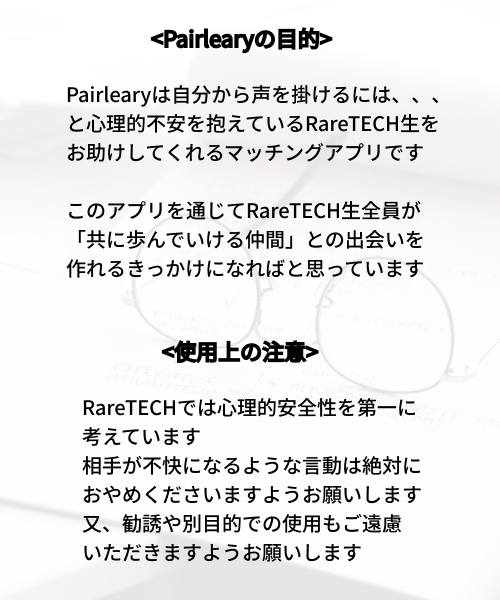 <Pairlearyの目的>
Pairlearyは自分から声を掛けるには、、、
と心理的不安を抱えているRareTECH生を
お助けしてくれるマッチングアプリです
このアプリを通じてRareTECH生全員が
「共に歩んでいける仲間」との出会いを
作れるきっかけになればと思っています
<使用上の注意>
RareTECHでは心理的安全性を第一に
考えています
相手が不快になるような言動は絶対に
おやめくださいますようお願いします
又、勧誘や別目的での使用もご遠慮
いただきますようお願いします